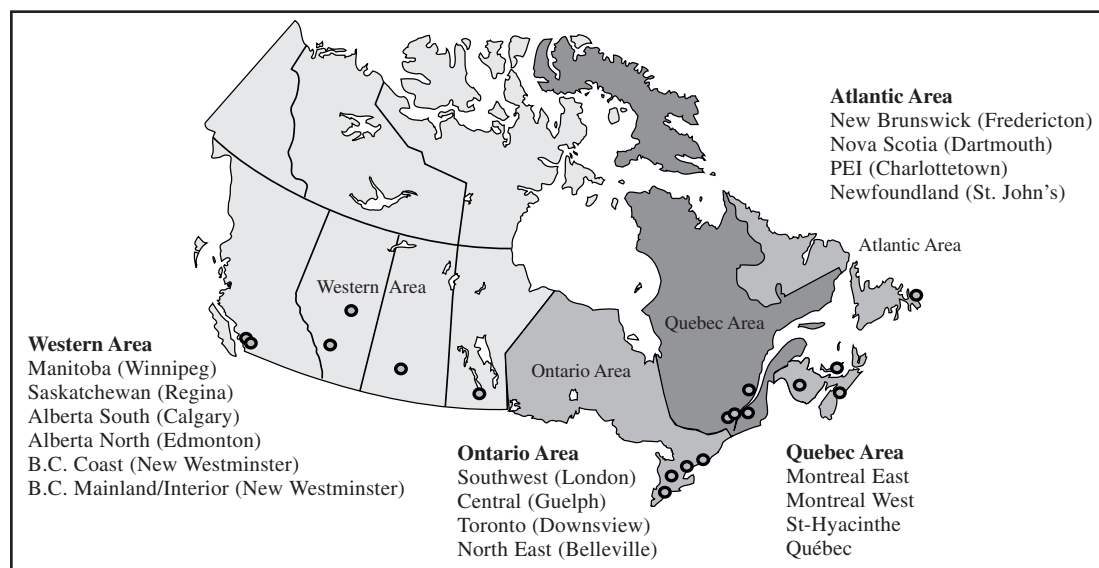 Atlantic Area
New Brunswick (Fredericton)
Nova Scotia (Dartmouth)
PEI (Charlottetown)
Newfoundland (St. John's)
Atlantic Area
Western Area
Quebec Area
Ontario Area
Western Area
Manitoba (Winnipeg)
Saskatchewan (Regina)
Alberta South (Calgary)
Alberta North (Edmonton)
B.C. Coast (New Westminster)
B.C. Mainland/Interior (New Westminster)
Ontario Area
Southwest (London)
Central (Guelph)
Toronto (Downsview)
North East (Belleville)
Quebec Area
Montreal East
Montreal West
St-Hyacinthe
Québec